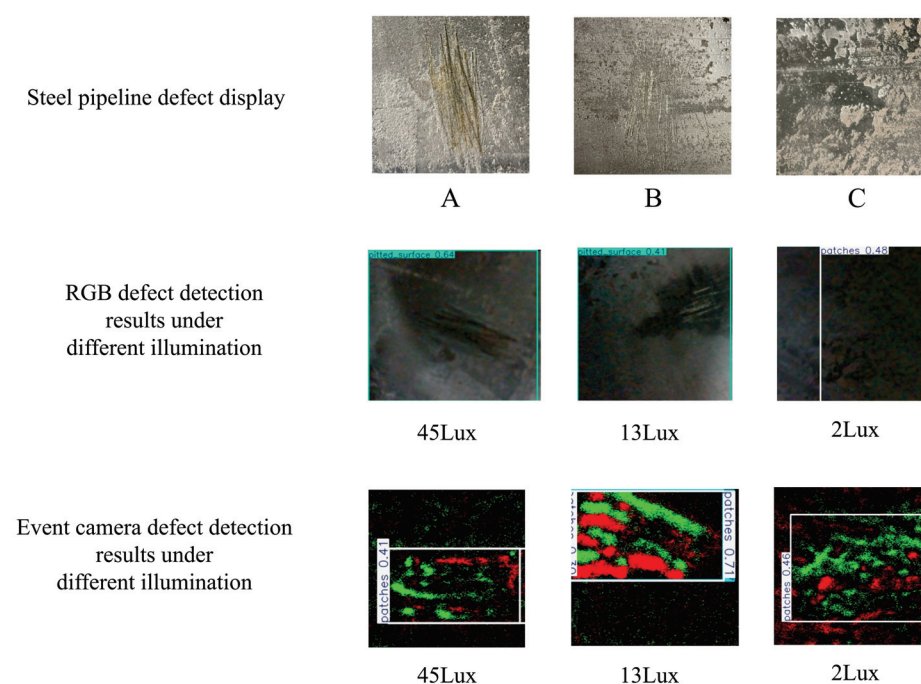 Steel pipeline defect display
A
B
C
RGB defect detection
results under
different illumination
pitted_surface 0.64
pitted_surface 0.41
patches 0.48
45Lux
13Lux
2Lux
Event camera defect detection
results under
different illumination
patches 0.41
patches 0.71
patches 0.46
45Lux
13Lux
2Lux